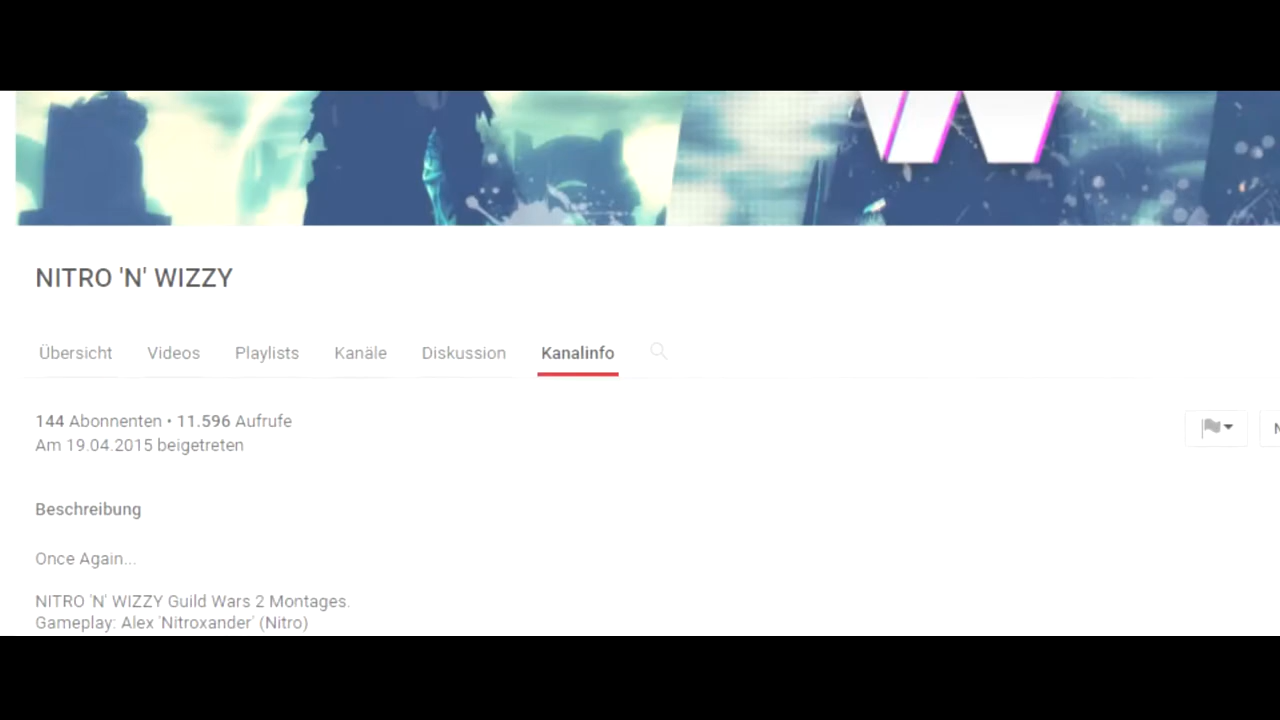 W
NITRO 'N' WIZZY
Übersicht Videos Playlists Kanäle Diskussion Kanalinfo
144 Abonnenten • 11.596 Aufrufe
Am 19.04.2015 beigetreten
N
Beschreibung
Once Again...
NITRO 'N' WIZZY Guild Wars 2 Montages.
Gameplay: Alex 'Nitroxander' (Nitro)